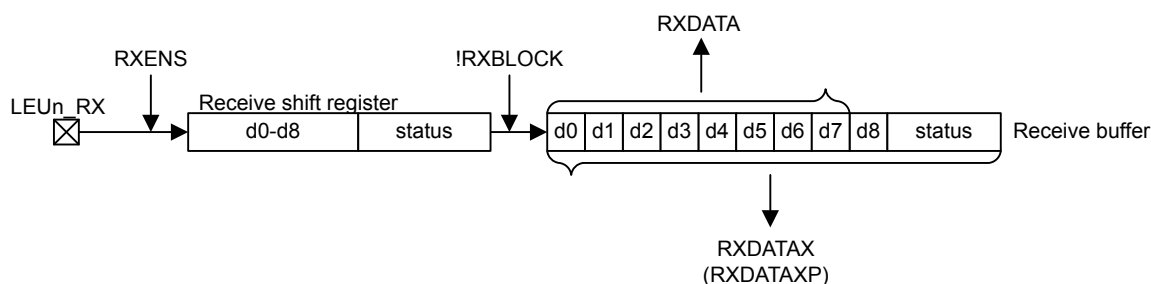 RXDATA
RXENS
!RXBLOCK
LEUn_RX
Receive shift register
d0-d8 status
d0 d1 d2 d3 d4 d5 d6 d7 d8 status
Receive buffer
RXDATAX
(RXDATAXP)